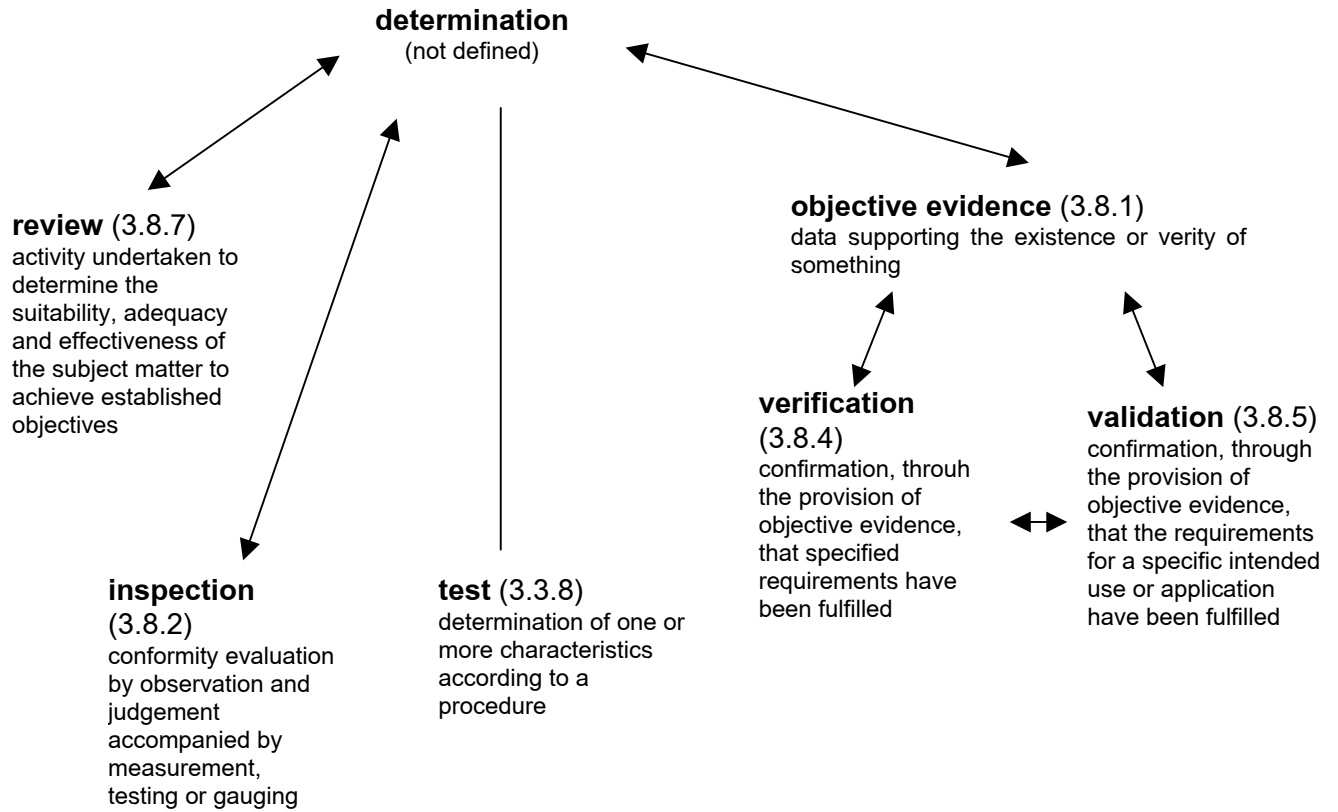 determination
(not defined)
review (3.8.7)
activity undertaken to
determine the
suitability, adequacy
and effectiveness of
the subject matter to
achieve established
objectives
objective evidence (3.8.1)
data supporting the existence or verity of
something
verification
(3.8.4)
confirmation, throuh
the provision of
objective evidence,
that specified
requirements have
been fulfilled
validation (3.8.5)
confirmation, through
the provision of
objective evidence,
that the requirements
for a specific intended
use or application
have been fulfilled
inspection
(3.8.2)
conformity evaluation
by observation and
judgement
accompanied by
measurement,
testing or gauging
test (3.3.8)
determination of one or
more characteristics
according to a
procedure